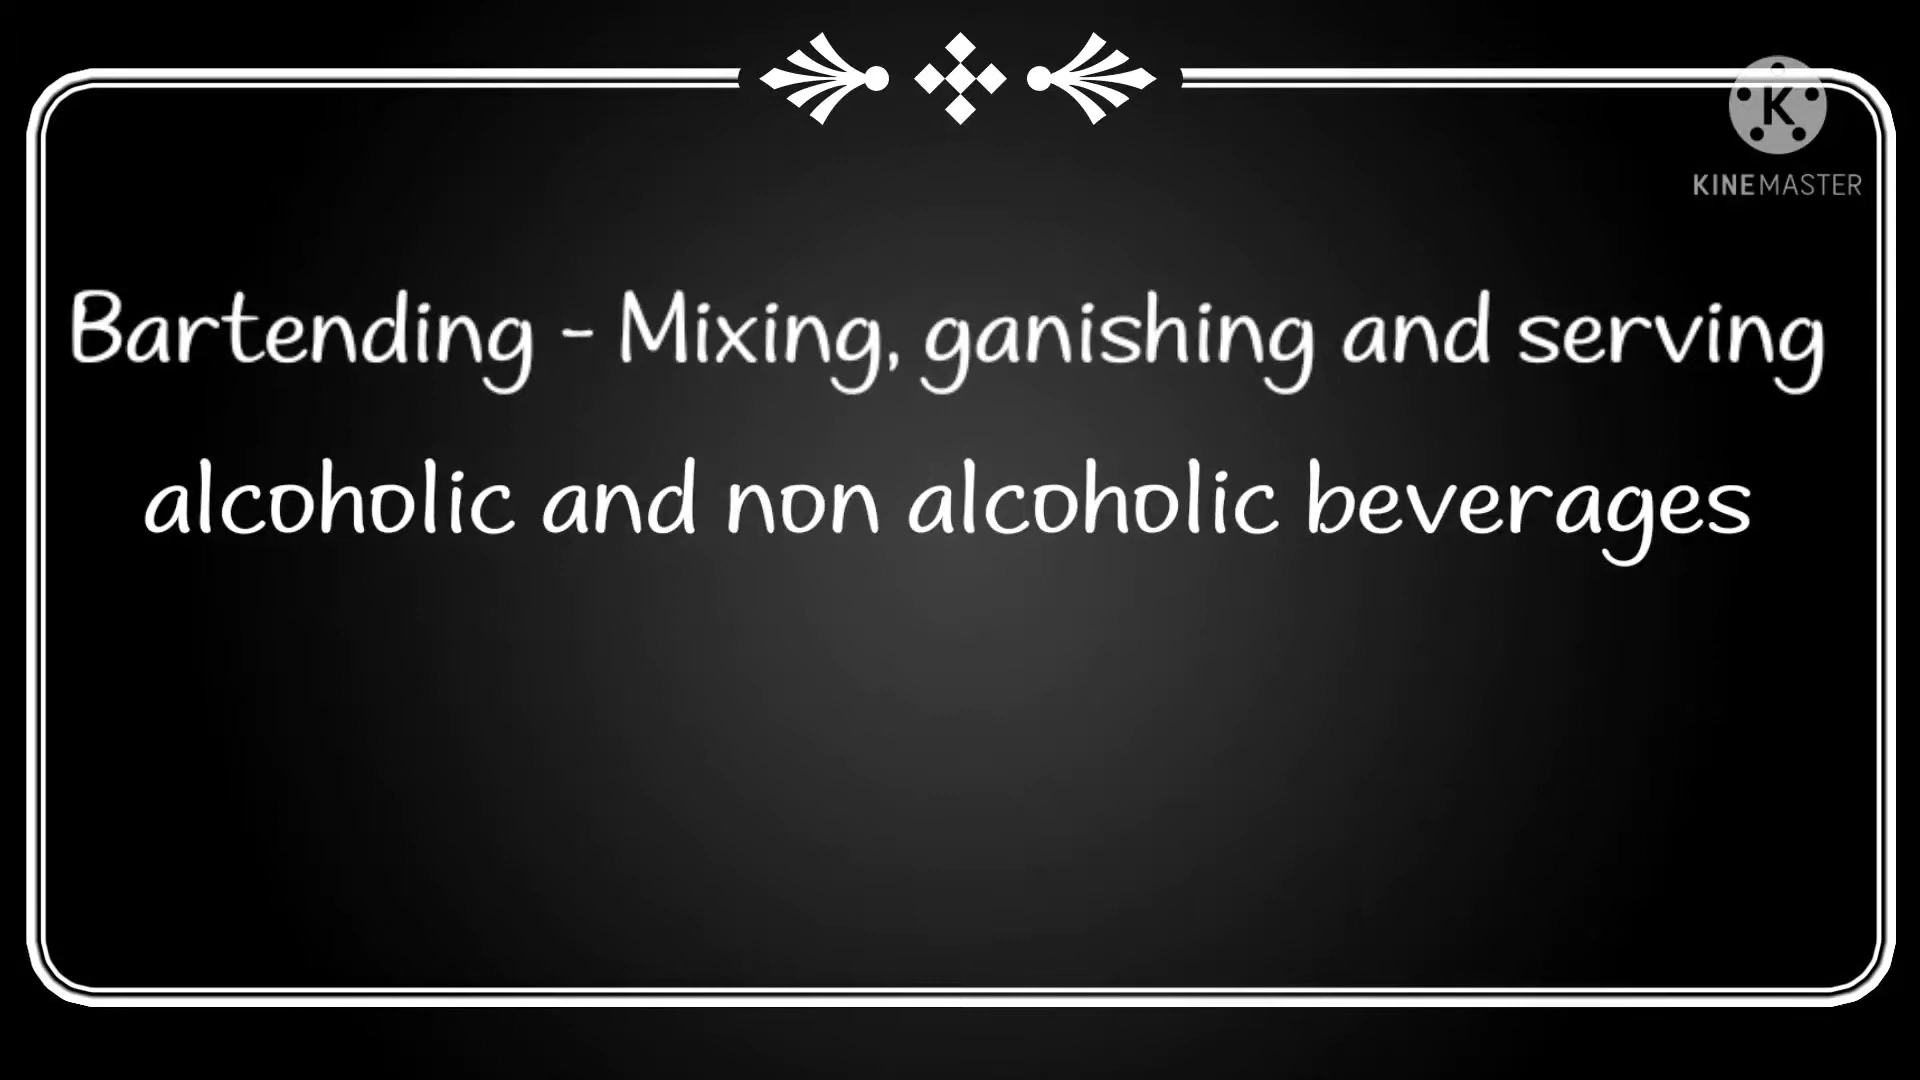 K
KINEMASTER
Bartending - Mixing, ganishing and serving
alcoholic and non alcoholic beverages